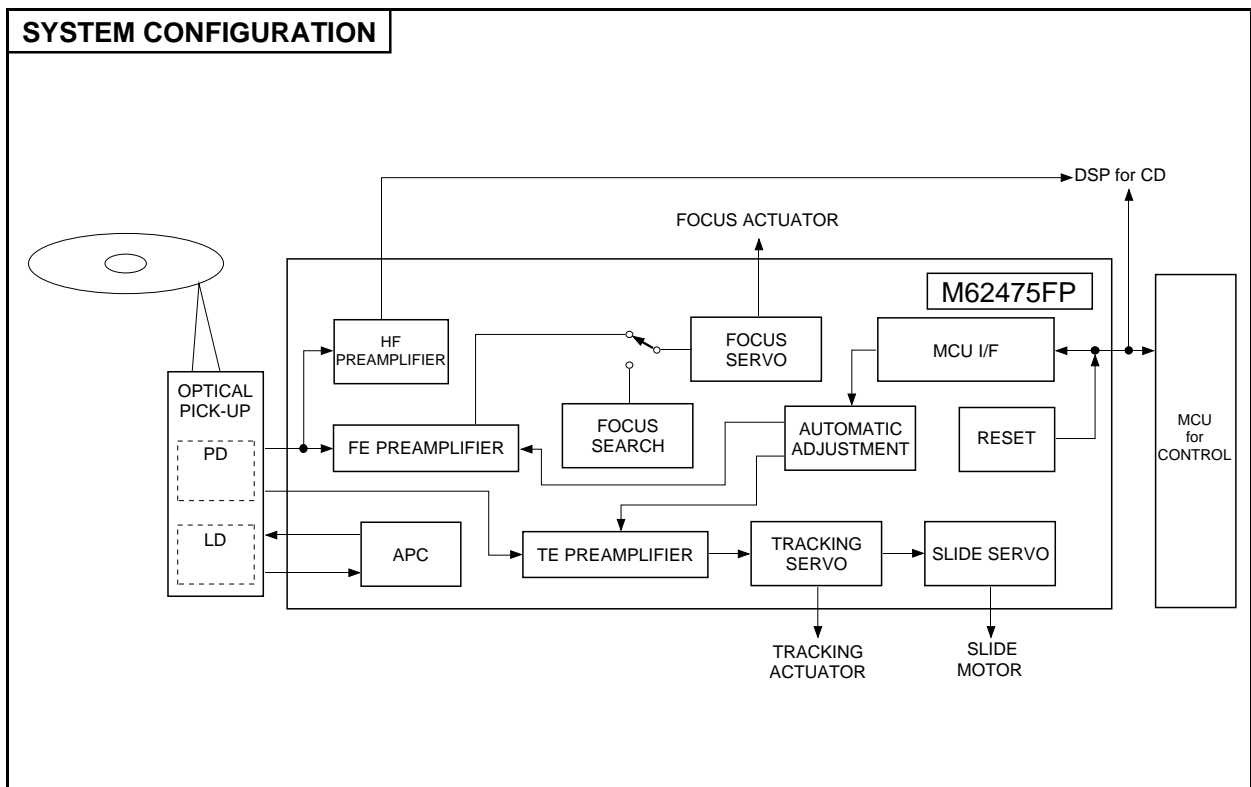 SYSTEM CONFIGURATION
DSP for CD
FOCUS ACTUATOR
M62475FP
HF
PREAMPLIFIER
FOCUS
SERVO
MCU I/F
OPTICAL
PICK-UP
FOCUS
SEARCH
AUTOMATIC
ADJUSTMENT
RESET
MCU
for
CONTROL
PD
FE PREAMPLIFIER
LD
APC
TE PREAMPLIFIER
TRACKING
SERVO
SLIDE SERVO
TRACKING
ACTUATOR
SLIDE
MOTOR